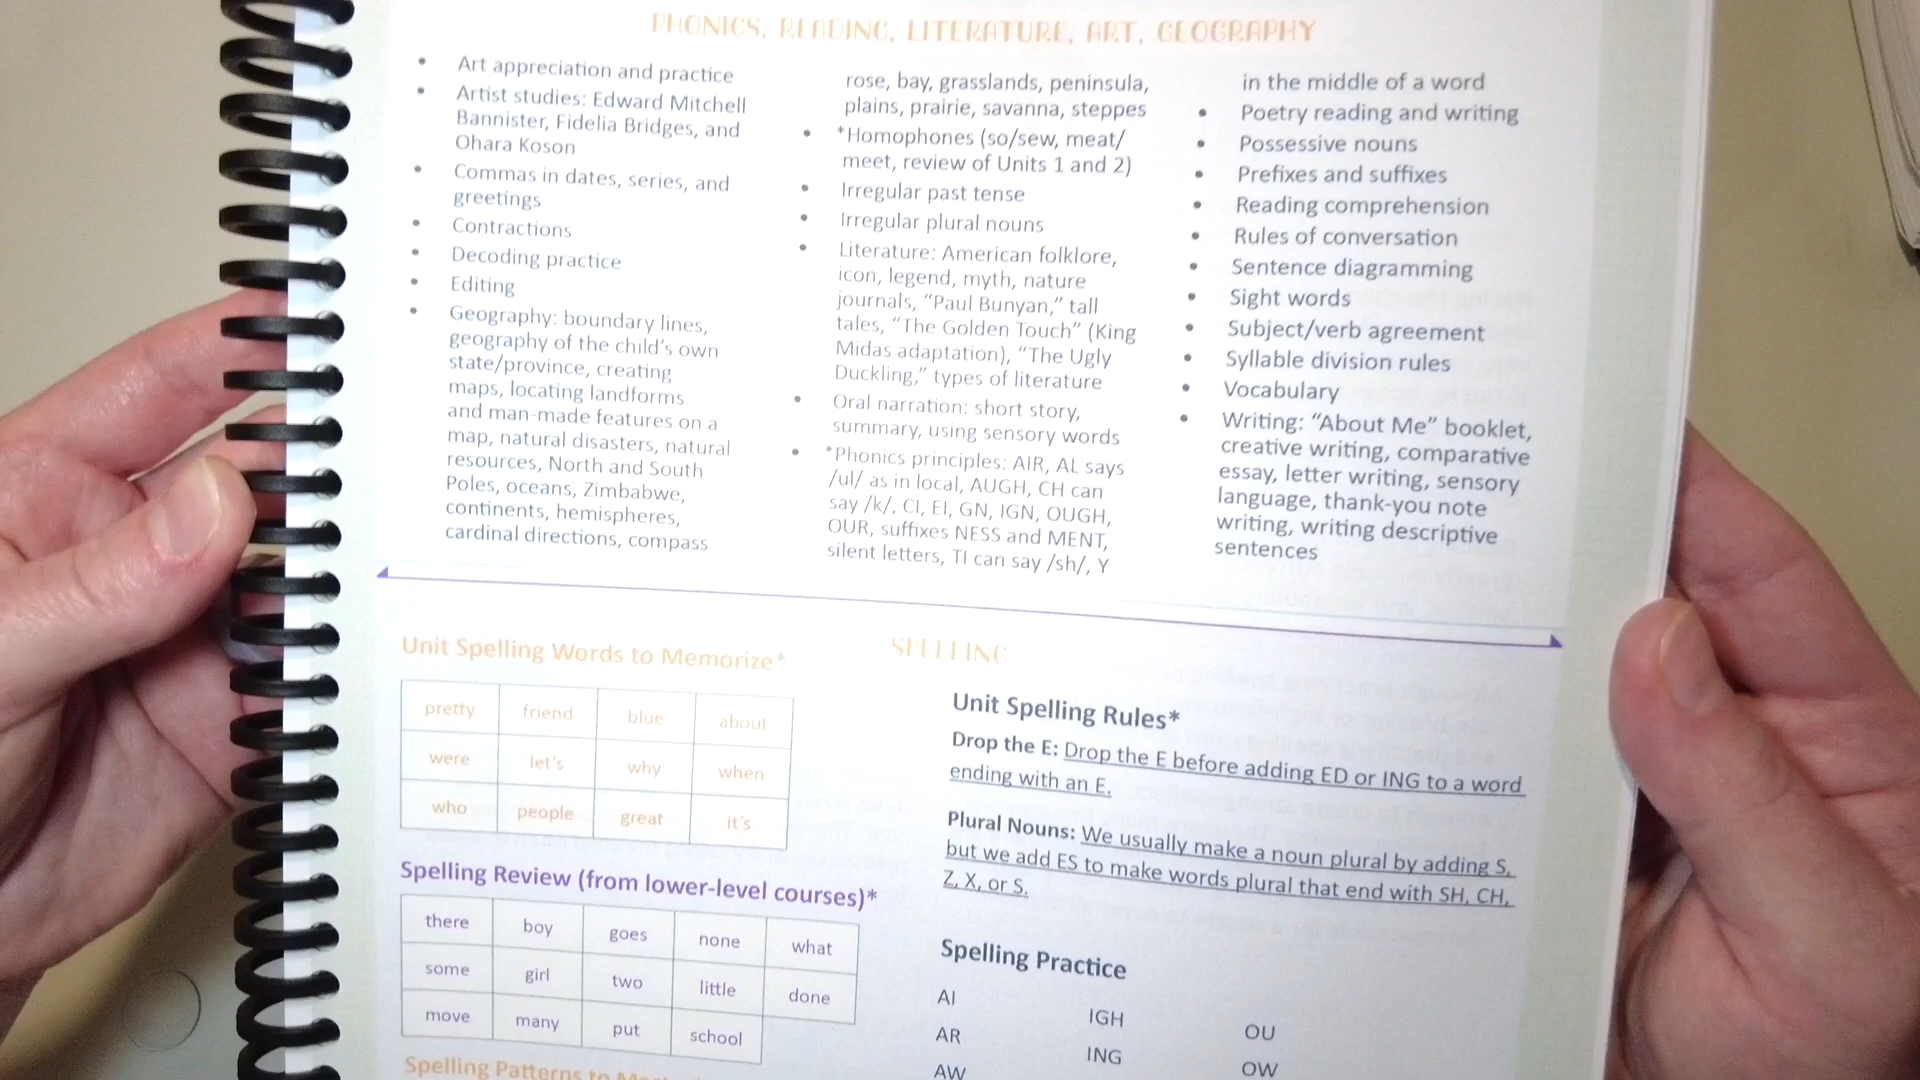 PHONICS, READING, LITERATURE, ART, GEOGRAPHY
• Art appreciation and practice
• Artist studies: Edward Mitchell
Bannister, Fidelia Bridges, and
Ohara Koson
• Commas in dates, series, and
greetings
• Contractions
• Decoding practice
• Editing
• Geography: boundary lines,
geography of the child's own
state/province, creating
maps, locating landforms
and man-made features on a
map, natural disasters, natural
resources, North and South
Poles, oceans, Zimbabwe,
continents, hemispheres,
cardinal directions, compass
rose, bay, grasslands, peninsula,
plains, prairie, savanna, steppes
• *Homophones (so/sew, meat/
meet, review of Units 1 and 2)
• Irregular past tense
• Irregular plural nouns
• Literature: American folklore,
icon, legend, myth, nature
journals, "Paul Bunyan," tall
tales, "The Golden Touch" (King
Midas adaptation), "The Ugly
Duckling," types of literature
• Oral narration: short story,
summary, using sensory words
• *Phonics principles: AIR, AL says
/ul/ as in local, AUGH, CH can
say /k/, CI, EI, GN, IGN, OUGH,
OUR, suffixes NESS and MENT,
silent letters, TI can say /sh/, Y
in the middle of a word
• Poetry reading and writing
• Possessive nouns
• Prefixes and suffixes
• Reading comprehension
• Rules of conversation
• Sentence diagramming
• Sight words
• Subject/verb agreement
• Syllable division rules
• Vocabulary
• Writing: "About Me" booklet,
creative writing, comparative
essay, letter writing, sensory
language, thank-you note
writing, writing descriptive
sentences
SPELLING
Unit Spelling Words to Memorize*
pretty friend blue about
were let's why when
who people great it's
Spelling Review (from lower-level courses)*
there boy goes none what
some girl two little done
move many put school
Spelling Patterns to
Unit Spelling Rules*
Drop the E: Drop the E before adding ED or ING to a word
ending with an E.
Plural Nouns: We usually make a noun plural by adding S,
but we add ES to make words plural that end with SH, CH,
Z, X, or S.
Spelling Practice
AI IGH OU
AR ING OW
AW